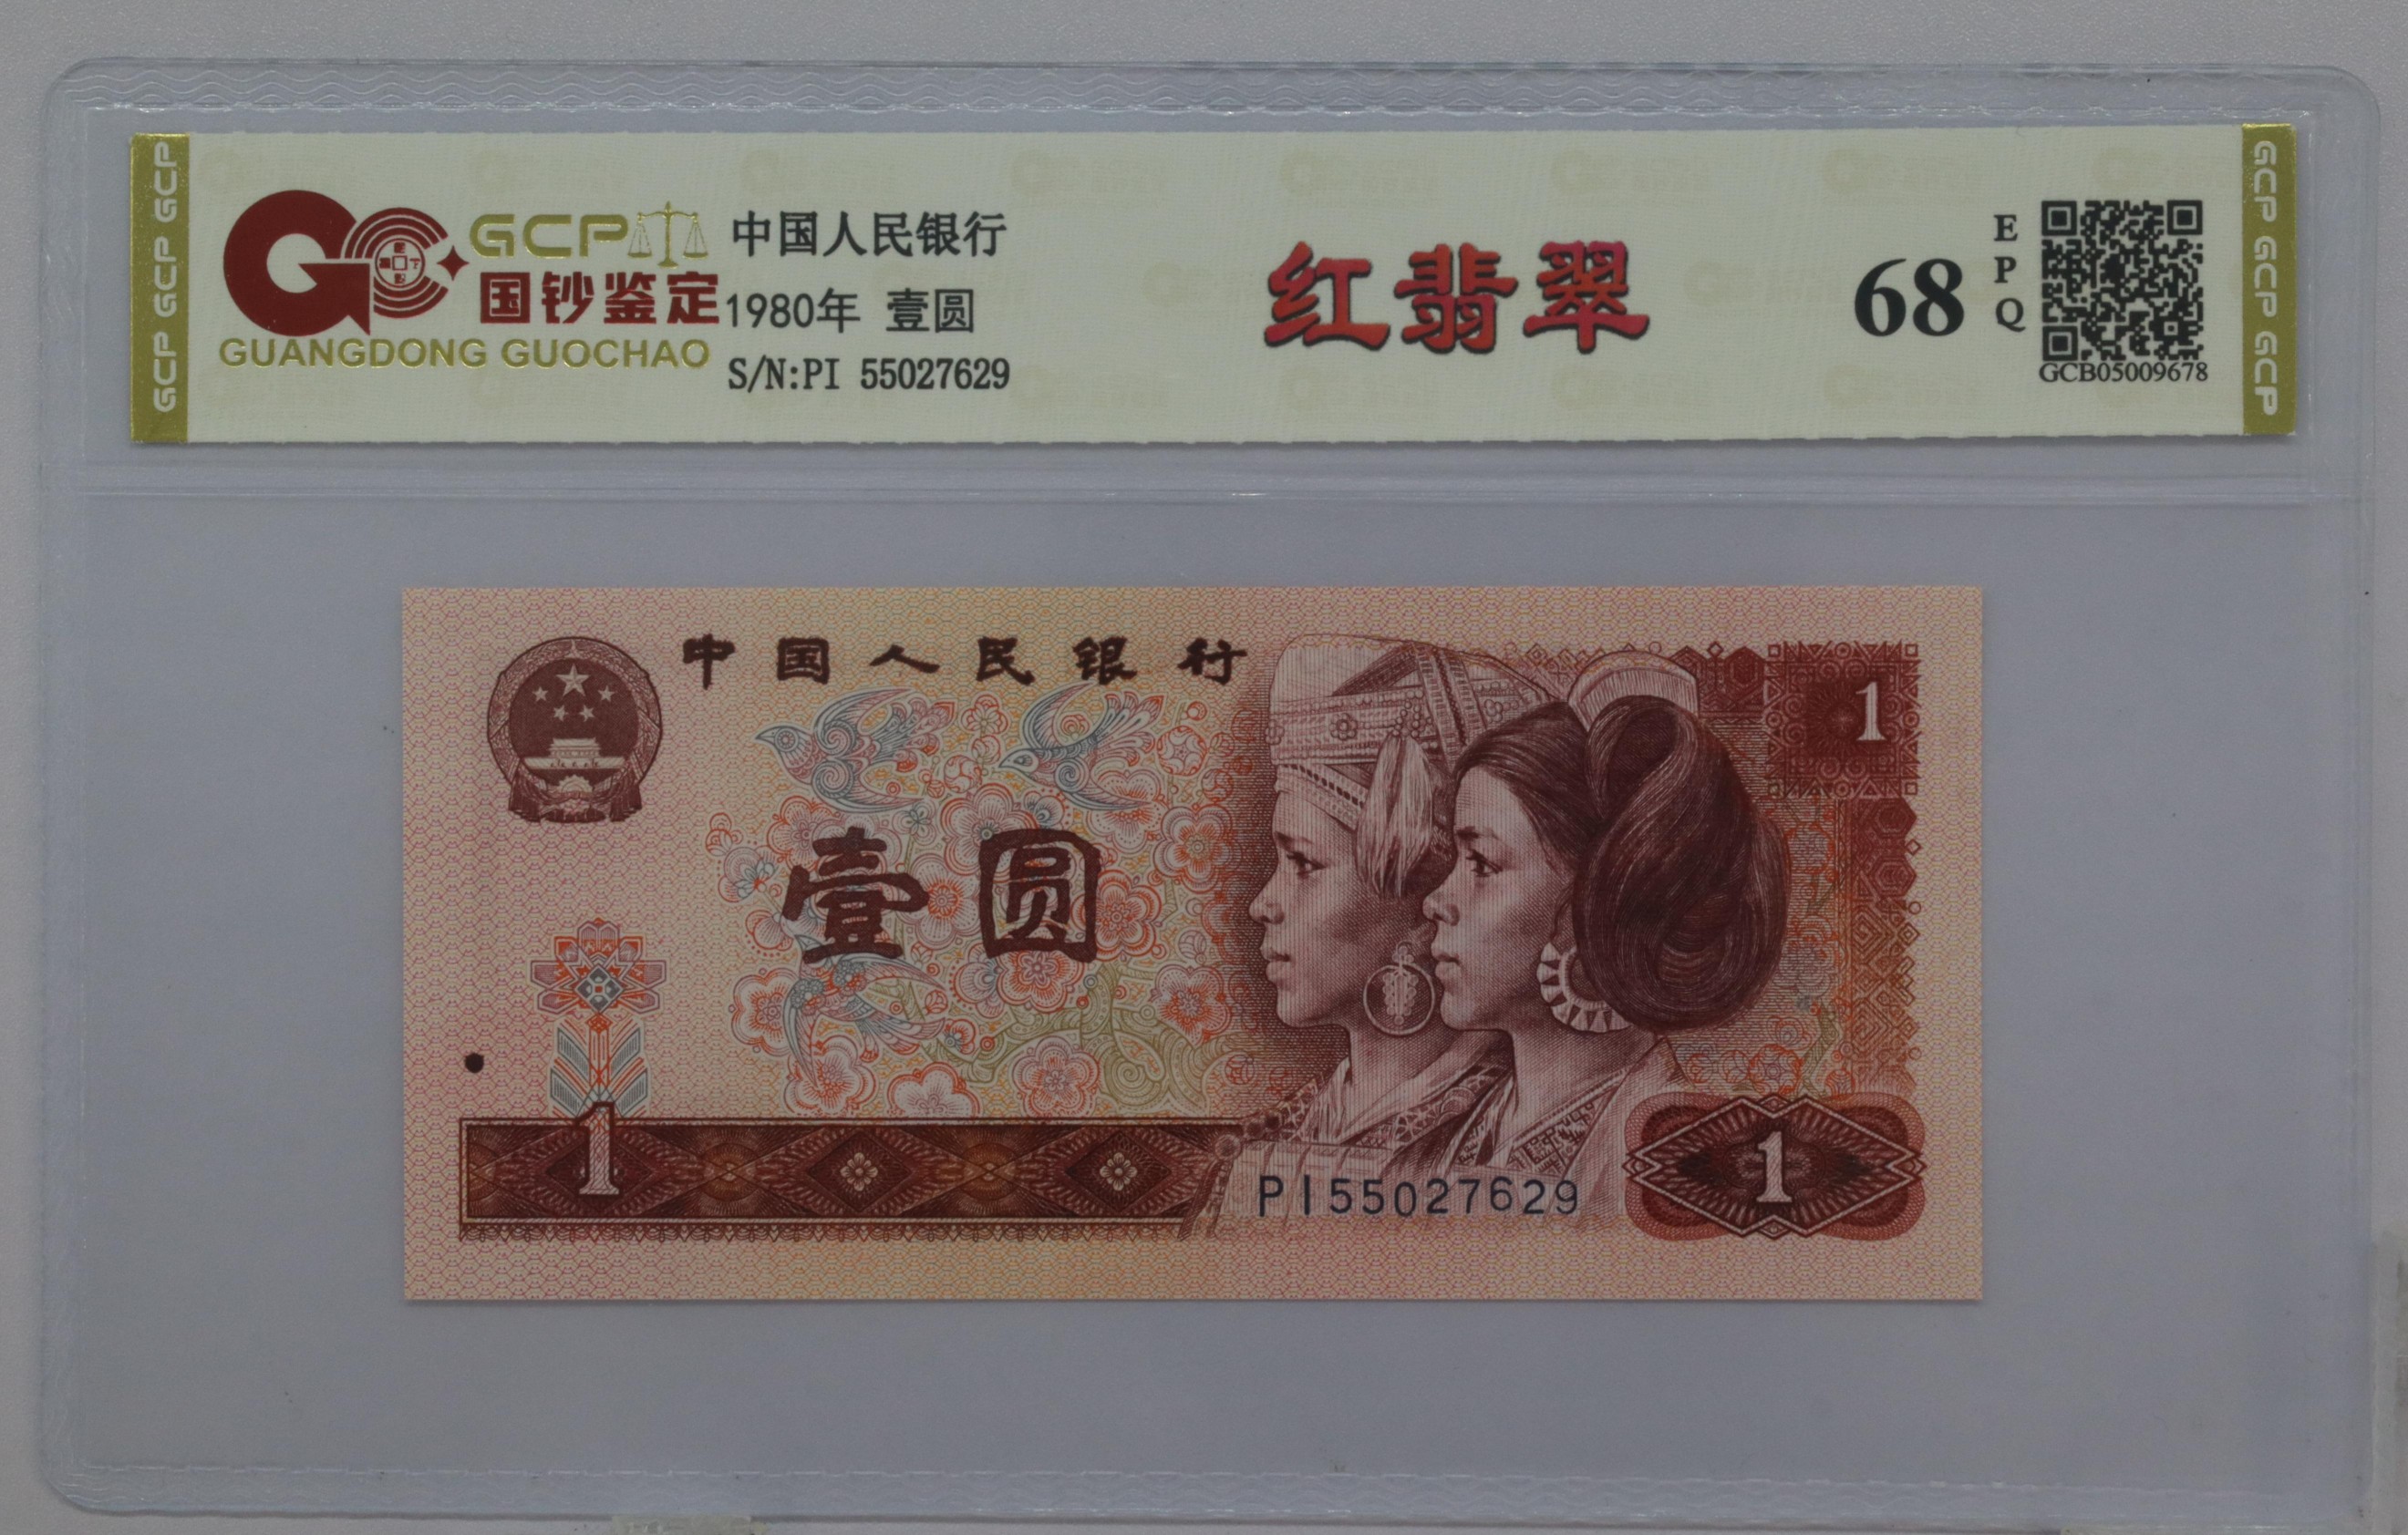 GCP GCP GCP
GCP
国钞鉴定
GUANGDONG GUOCHAO
中国人民银行
1980年 壹圆
S/N:PI 55027629
红翡翠
68
EPQ
GCB05009678
GCP GCP GCP
中国人民银行
1
壹圆
1
PI55027629
1